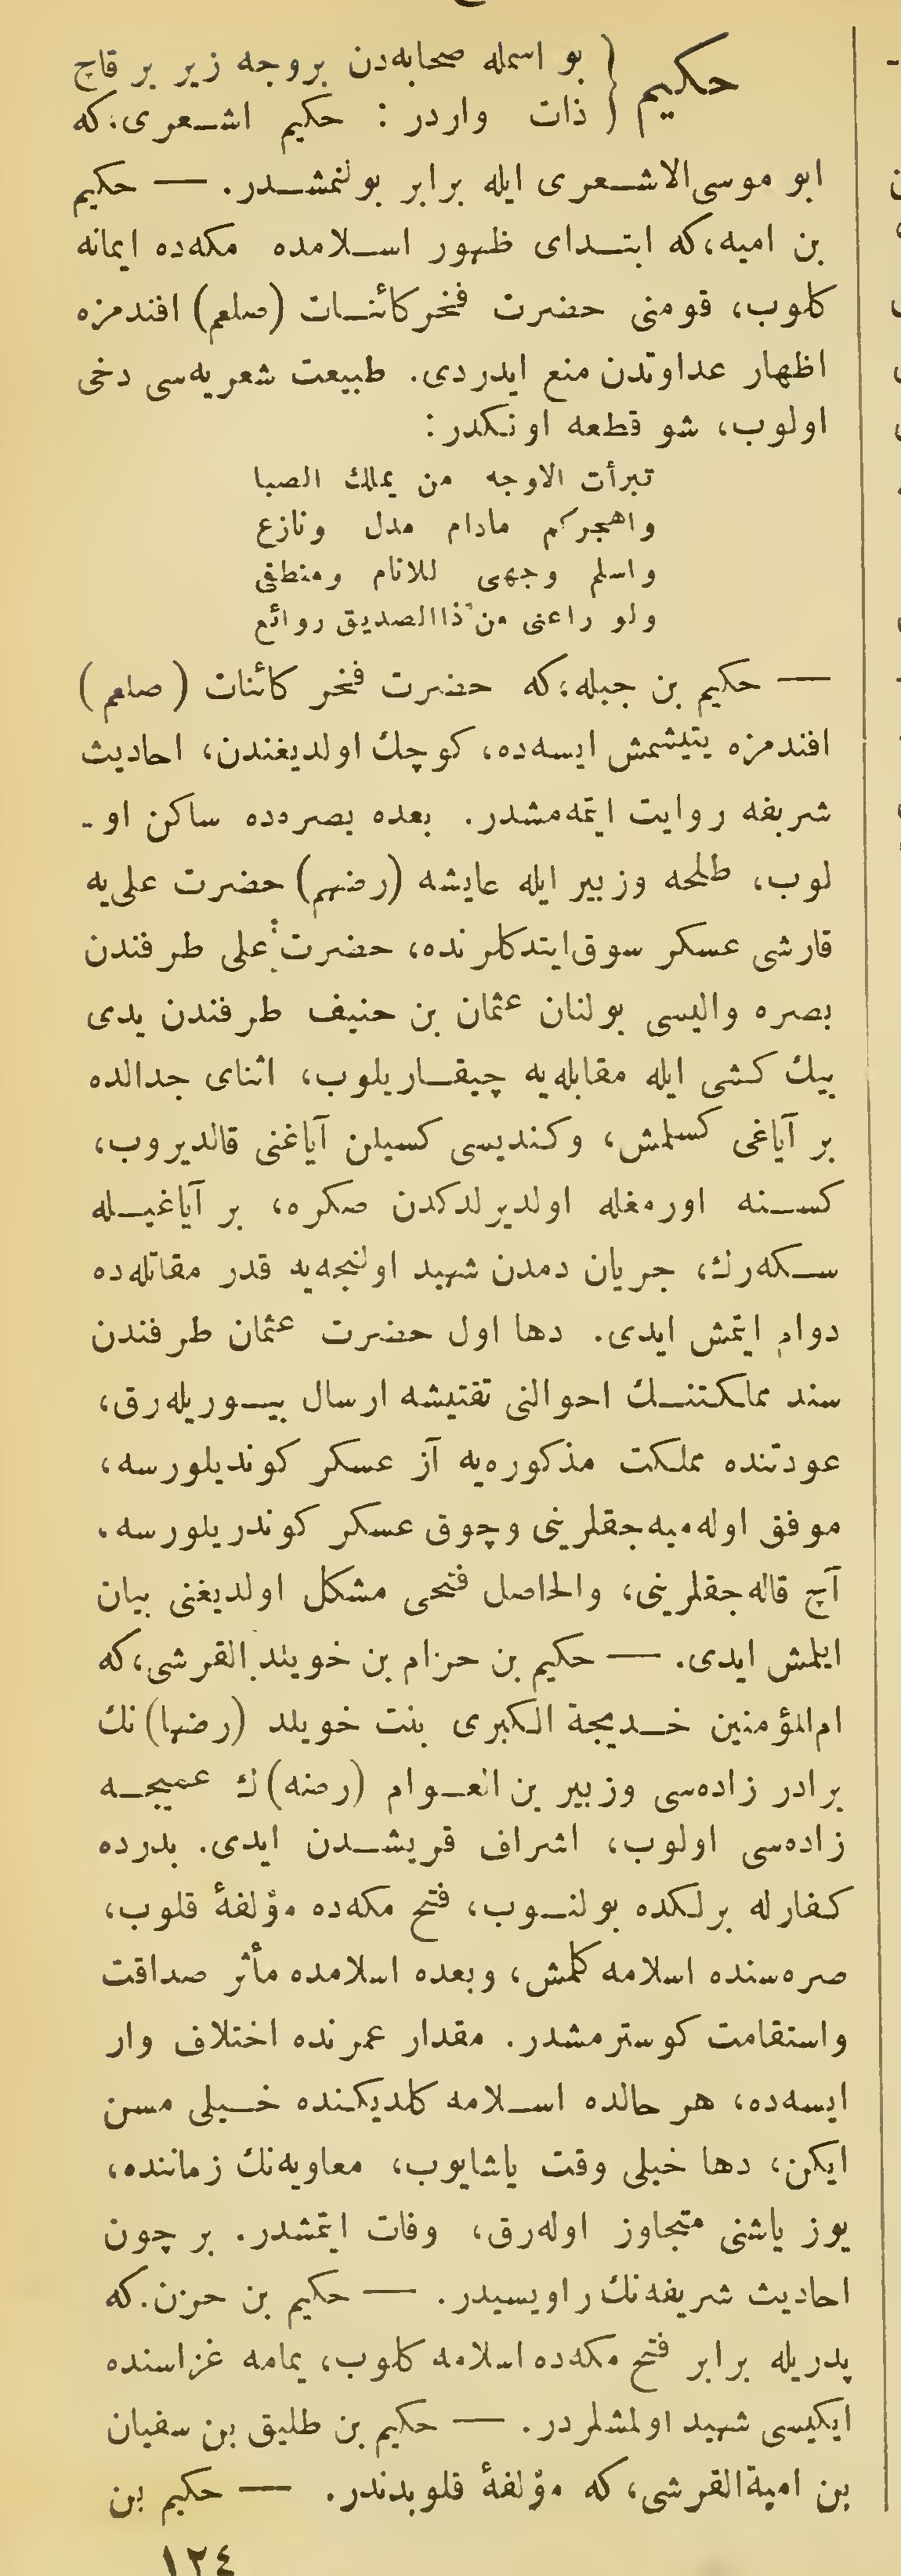 حكيم { بو اسمله صحابه‌دن بروجه زير بر قاچ
ذات واردر : حكيم اشعرى،كه
ابو موسى‌الاشعرى ايله برابر بولنمشدر. — حكيم
بن اميه،كه ابتداى ظهور اسلامده مكه‌ده ايمانه
كلوب، قومنى حضرت فخركائنات (صلعم) افندمزه
اظهار عداوتدن منع ايدردى. طبيعت شعريه‌سى دخى
اولوب، شو قطعه اونكدر:
تبرأت الاوجه من يملك الصبا
واهجركم مادام مدل ونازع
واسلم وجهى للانام ومنطقى
ولو راعنى من ذاالصديق روائع
— حكيم بن جبله،كه حضرت فخر كائنات (صلعم)
افندمزه يتيشمش ايسه‌ده، كوچك اولديغندن، احاديث
شريفه روايت ايتمه‌مشدر. بعده بصره‌ده ساكن او-
لوب، طلحه وزبير ايله عايشه (رضهم) حضرت على‌يه
قارشى عسكر سوق‌ايتدكلرنده، حضرت على طرفندن
بصره واليسى بولنان عثمان بن حنيف طرفندن يدى
بيك كشى ايله مقابله‌يه چيقاريلوب، اثناى جدالده
بر آياغى كسلمش، وكنديسى كسيلن آياغنى قالديروب،
كسنه اورمغله اولديرلدكدن صكره، بر آياغيله
سكه‌رك، جريان دمدن شهيد اولنجه‌يه قدر مقاتله‌ده
دوام ايتمش ايدى. دها اول حضرت عثمان طرفندن
سند مملكتنك احوالنى تفتيشه ارسال بيوريله‌رق،
عودتنده مملكت مذكوره‌يه آز عسكر كونديلورسه،
موفق اوله‌ميه‌جقلرينى وچوق عسكر كوندريلورسه،
آچ قاله‌جقلرينى، والحاصل فتحى مشكل اولديغنى بيان
ايلمش ايدى. — حكيم بن حزام بن خويلد القرشى،كه
ام‌المؤمنين خديجة الكبرى بنت خويلد (رضها) نك
برادر زاده‌سى وزبير بن‌العوام (رضه) ك عميجه
زاده‌سى اولوب، اشراف قريشدن ايدى. بدرده
كفارله برلكده بولنوب، فتح مكه‌ده مؤلفۀ قلوب،
صره‌سنده اسلامه كلمش، وبعده اسلامده مأثر صداقت
واستقامت كوسترمشدر. مقدار عمرنده اختلاف وار
ايسه‌ده، هر حالده اسلامه كلديكنده خيلى مسن
ايكن، دها خيلى وقت ياشايوب، معاويه‌نك زماننده،
يوز ياشنى متجاوز اوله‌رق، وفات ايتمشدر. بر چون
احاديث شريفه‌نك راويسيدر. — حكيم بن حزن.كه
پدريله برابر فتح مكه‌ده اسلامه كلوب، يمامه غزاسنده
ايكيسى شهيد اولمشلردر. — حكيم بن طليق بن سفيان
بن امية‌القرشى، كه مؤلفۀ قلوبدندر. — حكيم بن
١٢٤